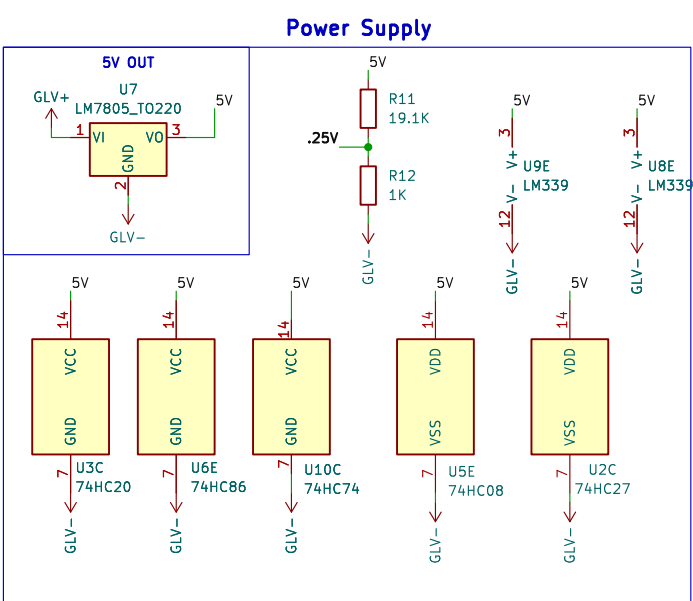 Power Supply
5V OUT
U7
LM7805_TO220
GLV+
5V
1
VI
VO
3
GND
2
GLV-
5V
R11
19.1K
.25V
R12
1K
GLV-
5V
3
V+
U9E
LM339
V-
12
GLV-
5V
3
V+
U8E
LM339
V-
12
GLV-
5V
14
VCC
GND
7
U3C
74HC20
GLV-
5V
14
VCC
GND
7
U6E
74HC86
GLV-
5V
14
VCC
GND
7
U10C
74HC74
GLV-
5V
14
VDD
VSS
7
U5E
74HC08
GLV-
5V
14
VDD
VSS
7
U2C
74HC27
GLV-